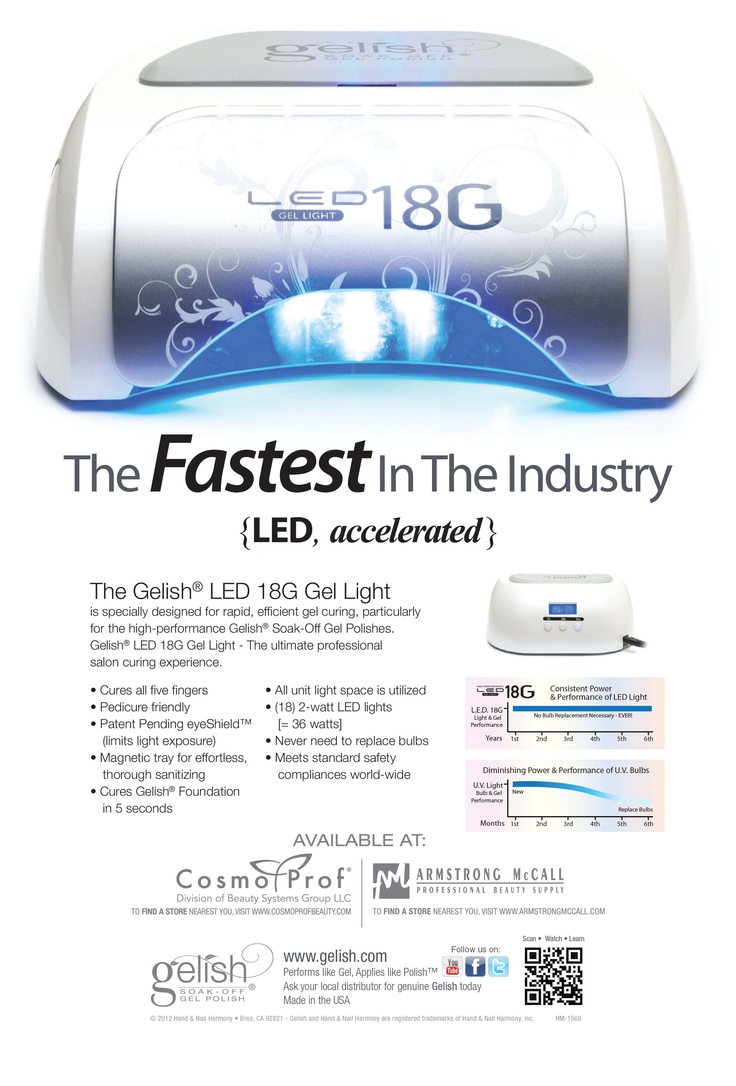 gelish®
SOAK-OFF
GEL POLISH
LED 18G
GEL LIGHT
The Fastest In The Industry
{LED, accelerated}
The Gelish® LED 18G Gel Light
is specially designed for rapid, efficient gel curing, particularly
for the high-performance Gelish® Soak-Off Gel Polishes.
Gelish® LED 18G Gel Light - The ultimate professional
salon curing experience.
• Cures all five fingers
• Pedicure friendly
• Patent Pending eyeShield™
(limits light exposure)
• Magnetic tray for effortless,
thorough sanitizing
• Cures Gelish® Foundation
in 5 seconds
• All unit light space is utilized
• (18) 2-watt LED lights
[= 36 watts]
• Never need to replace bulbs
• Meets standard safety
compliances world-wide
LED 18G
Consistent Power
& Performance of LED Light
L.E.D. 18G
Light & Gel
Performance
No Bulb Replacement Necessary - EVER!
Years 1st 2nd 3rd 4th 5th 6th
Diminishing Power & Performance of U.V. Bulbs
U.V. Light
Bulb & Gel
Performance
New
Replace Bulbs
Months 1st 2nd 3rd 4th 5th 6th
AVAILABLE AT:
CosmoProf®
Division of Beauty Systems Group LLC
TO FIND A STORE NEAREST YOU, VISIT WWW.COSMOPROFBEAUTY.COM
AM
ARMSTRONG McCALL
PROFESSIONAL BEAUTY SUPPLY
TO FIND A STORE NEAREST YOU, VISIT WWW.ARMSTRONGMCCALL.COM
gelish®
SOAK-OFF
GEL POLISH
www.gelish.com
Performs like Gel, Applies like Polish™
Ask your local distributor for genuine Gelish today
Made in the USA
Follow us on:
You
Tube
f
t
Scan • Watch • Learn
© 2012 Hand & Nail Harmony • Brea, CA 92821 - Gelish and Hand & Nail Harmony are registered trademarks of Hand & Nail Harmony, Inc.
HM-1568